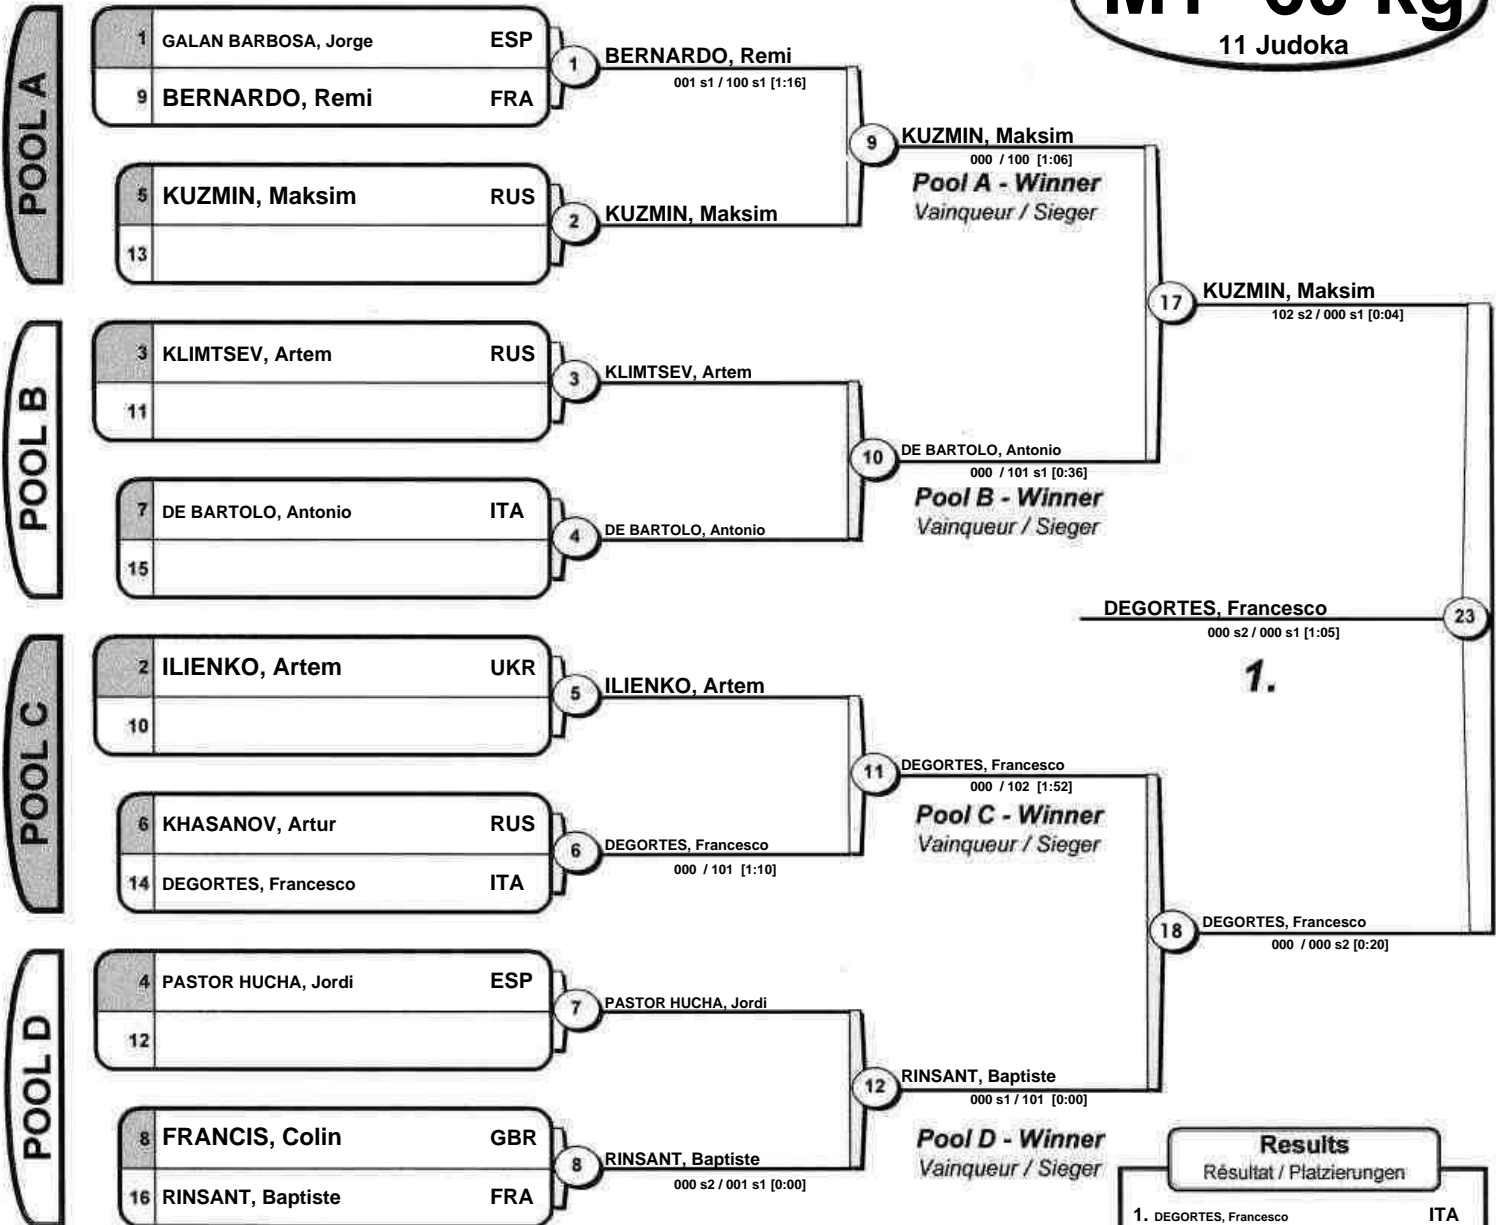 M1 -60 kg
11 Judoka
POOL A
1 GALAN BARBOSA, Jorge ESP
9 BERNARDO, Remi FRA
1
BERNARDO, Remi
001 s1 / 100 s1 [1:16]
5 KUZMIN, Maksim RUS
13
2
KUZMIN, Maksim
9
KUZMIN, Maksim
000 / 100 [1:06]
Pool A - Winner
Vainqueur / Sieger
POOL B
3 KLIMTSEV, Artem RUS
11
3
KLIMTSEV, Artem
7 DE BARTOLO, Antonio ITA
15
4
DE BARTOLO, Antonio
10
DE BARTOLO, Antonio
000 / 101 s1 [0:36]
Pool B - Winner
Vainqueur / Sieger
17
KUZMIN, Maksim
102 s2 / 000 s1 [0:04]
POOL C
2 ILIENKO, Artem UKR
10
5
ILIENKO, Artem
6 KHASANOV, Artur RUS
14 DEGORTES, Francesco ITA
6
DEGORTES, Francesco
000 / 101 [1:10]
11
DEGORTES, Francesco
000 / 102 [1:52]
Pool C - Winner
Vainqueur / Sieger
POOL D
4 PASTOR HUCHA, Jordi ESP
12
7
PASTOR HUCHA, Jordi
8 FRANCIS, Colin GBR
16 RINSANT, Baptiste FRA
8
RINSANT, Baptiste
000 s2 / 001 s1 [0:00]
12
RINSANT, Baptiste
000 s1 / 101 [0:00]
Pool D - Winner
Vainqueur / Sieger
18
DEGORTES, Francesco
000 / 000 s2 [0:20]
23
DEGORTES, Francesco
000 s2 / 000 s1 [1:05]
1.
Results
Résultat / Platzierungen
1. DEGORTES, Francesco ITA